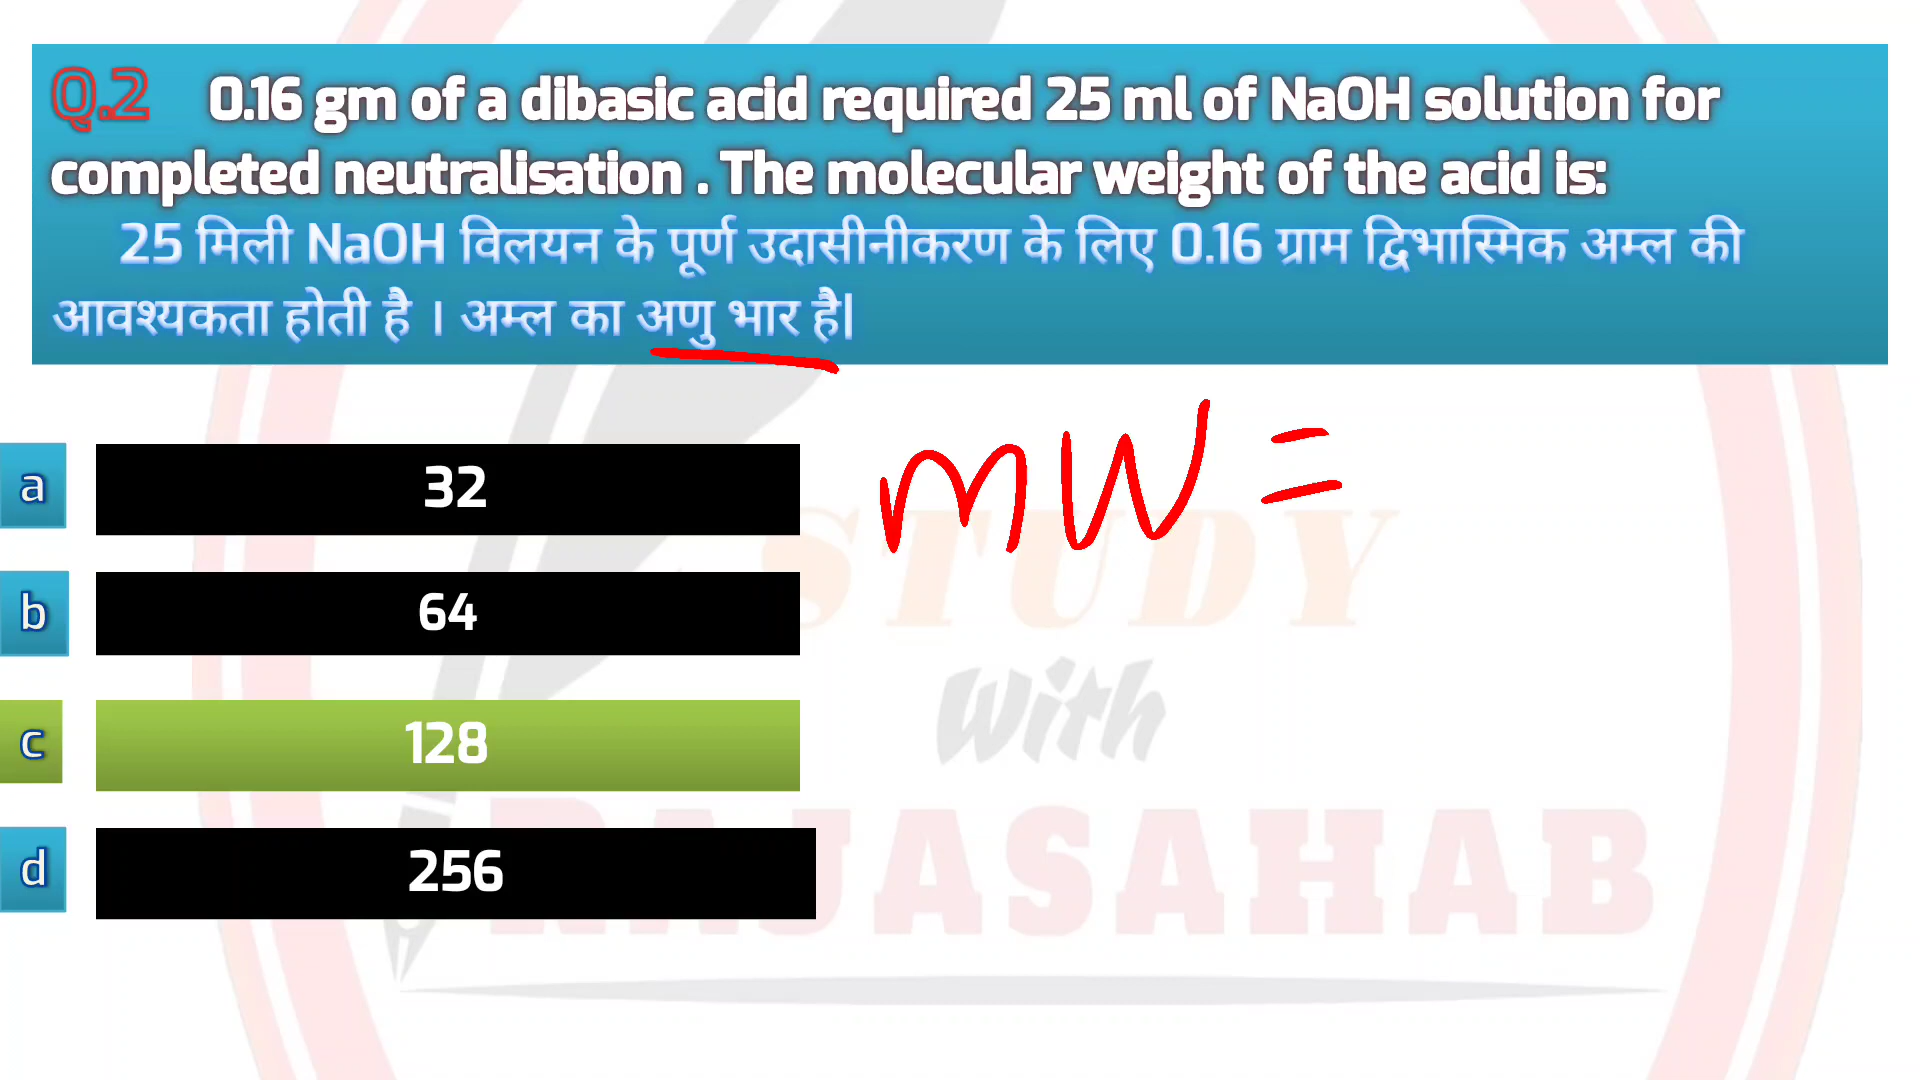 Q.2 0.16 gm of a dibasic acid required 25 ml of NaOH solution for
completed neutralisation . The molecular weight of the acid is:
25 मिली NaOH विलयन के पूर्ण उदासीनीकरण के लिए 0.16 ग्राम द्विभास्मिक अम्ल की
आवश्यकता होती है । अम्ल का अणु भार है|
a 32
mw =
b 64
c 128
d 256
STUDY
with
RAJASAHAB